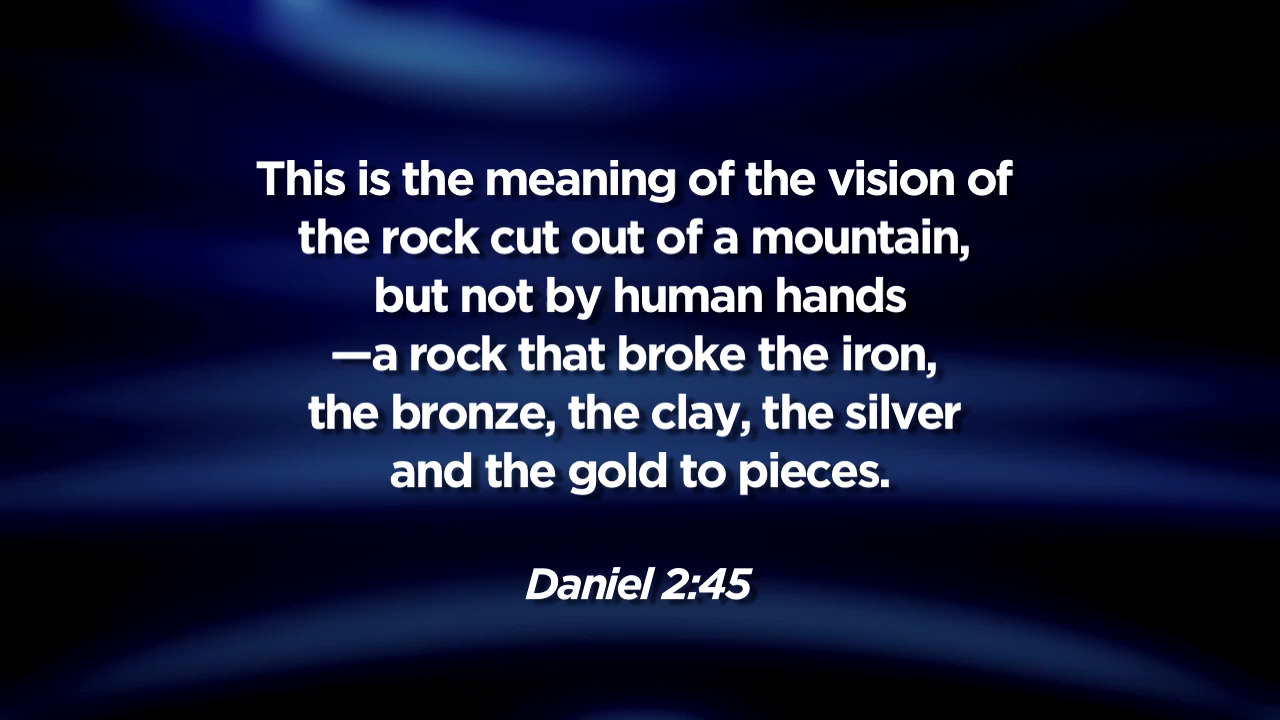 This is the meaning of the vision of
the rock cut out of a mountain,
but not by human hands
—a rock that broke the iron,
the bronze, the clay, the silver
and the gold to pieces.
Daniel 2:45